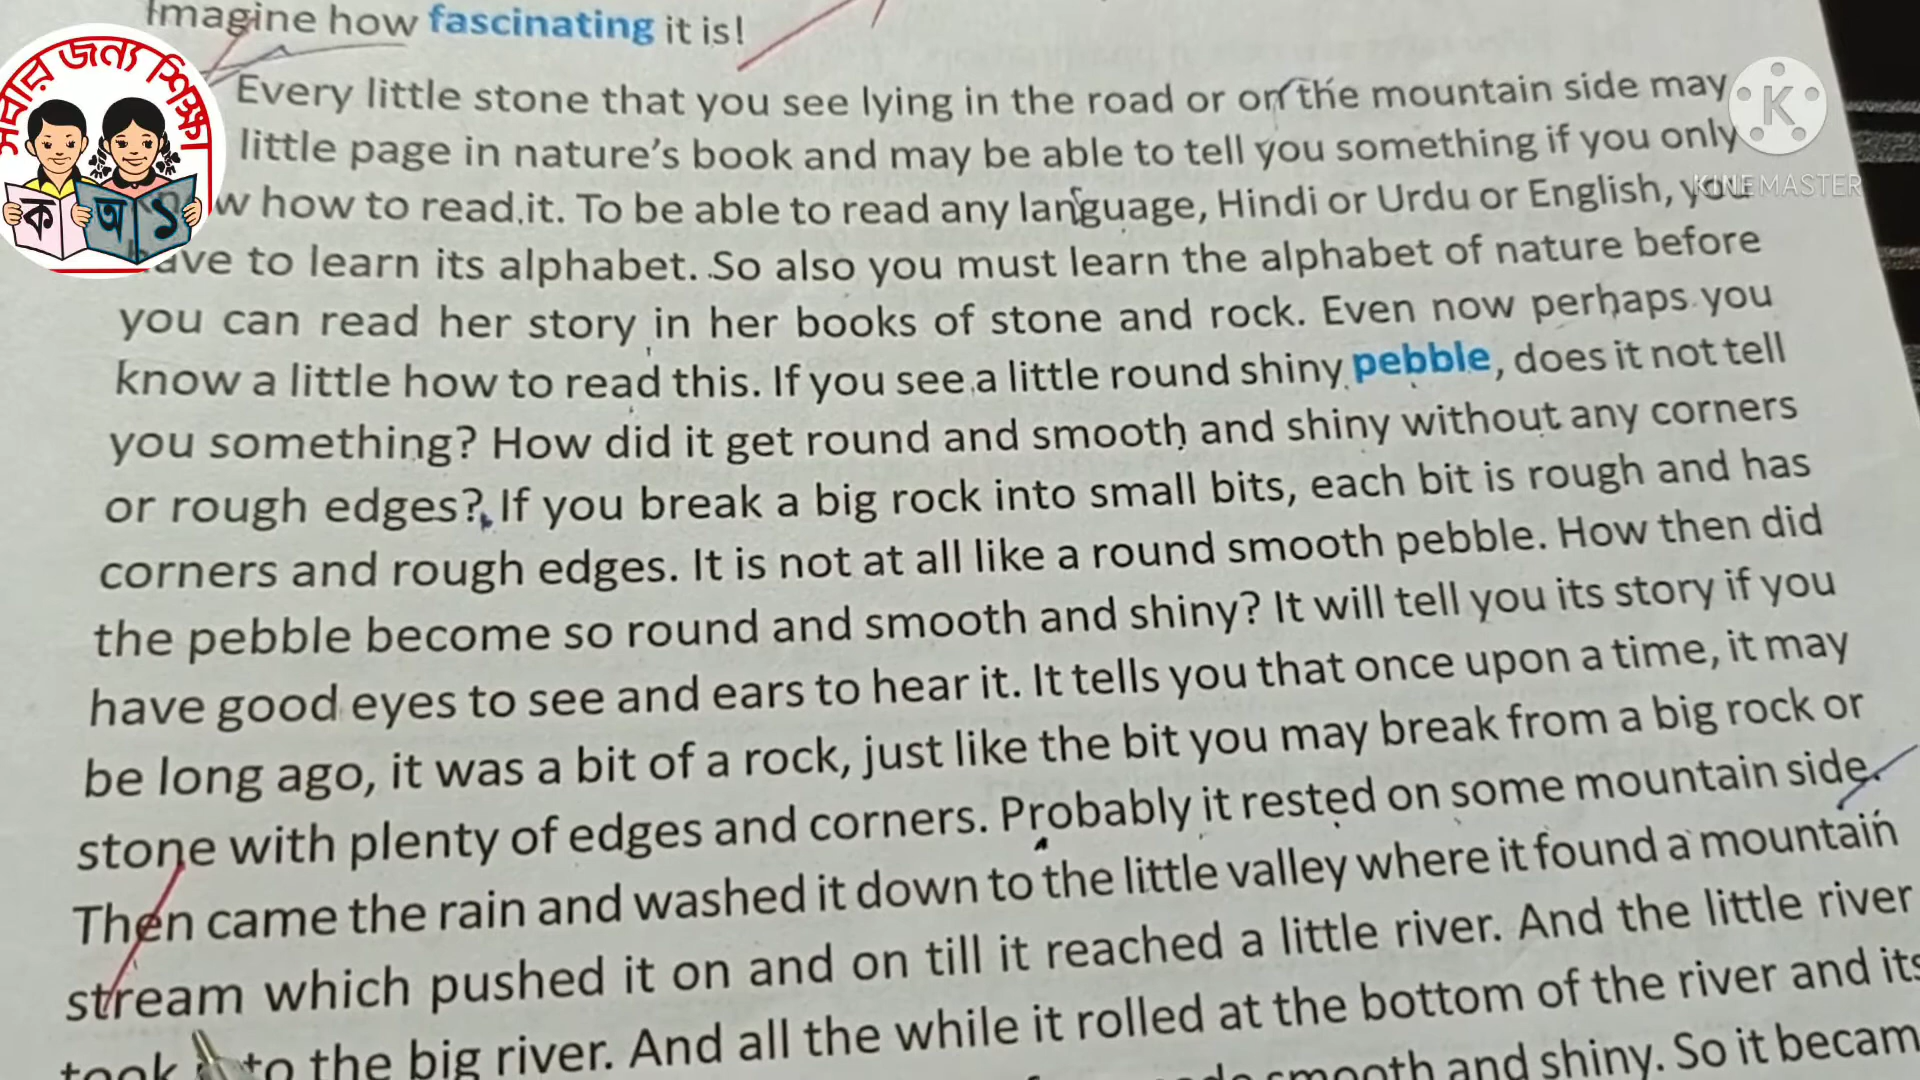 Imagine how fascinating it is!
সবার জন্য শিক্ষা
ক অ ১
K
KINEMASTER
Every little stone that you see lying in the road or on the mountain side may
little page in nature's book and may be able to tell you something if you only
w how to read it. To be able to read any language, Hindi or Urdu or English, you
have to learn its alphabet. So also you must learn the alphabet of nature before
you can read her story in her books of stone and rock. Even now perhaps you
know a little how to read this. If you see a little round shiny pebble, does it not tell
you something? How did it get round and smooth and shiny without any corners
or rough edges? If you break a big rock into small bits, each bit is rough and has
corners and rough edges. It is not at all like a round smooth pebble. How then did
the pebble become so round and smooth and shiny? It will tell you its story if you
have good eyes to see and ears to hear it. It tells you that once upon a time, it may
be long ago, it was a bit of a rock, just like the bit you may break from a big rock or
stone with plenty of edges and corners. Probably it rested on some mountain side.
Then came the rain and washed it down to the little valley where it found a mountain
stream which pushed it on and on till it reached a little river. And the little river
took to the big river. And all the while it rolled at the bottom of the river and its
smooth and shiny. So it becam